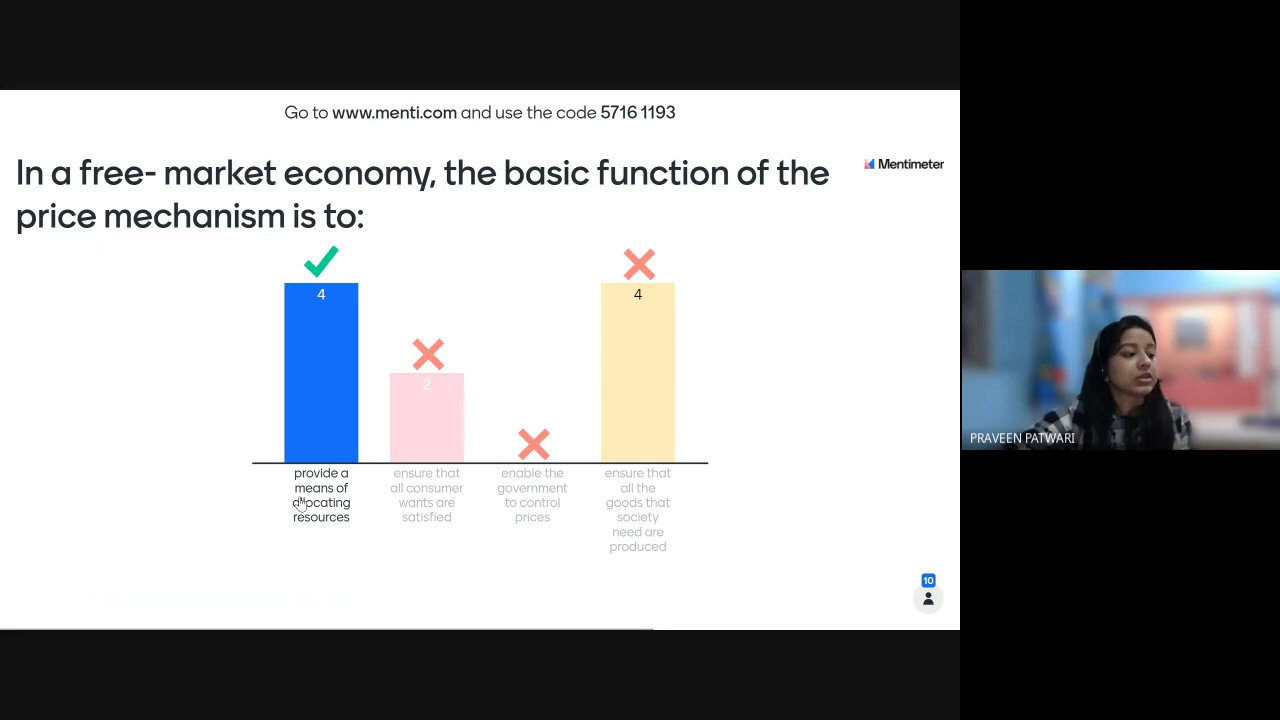 Go to www.menti.com and use the code 5716 1193
In a free- market economy, the basic function of the
price mechanism is to:
Mentimeter
4
2
4
provide a
means of
allocating
resources
ensure that
all consumer
wants are
satisfied
enable the
government
to control
prices
ensure that
all the
goods that
society
need are
produced
10
PRAVEEN PATWARI